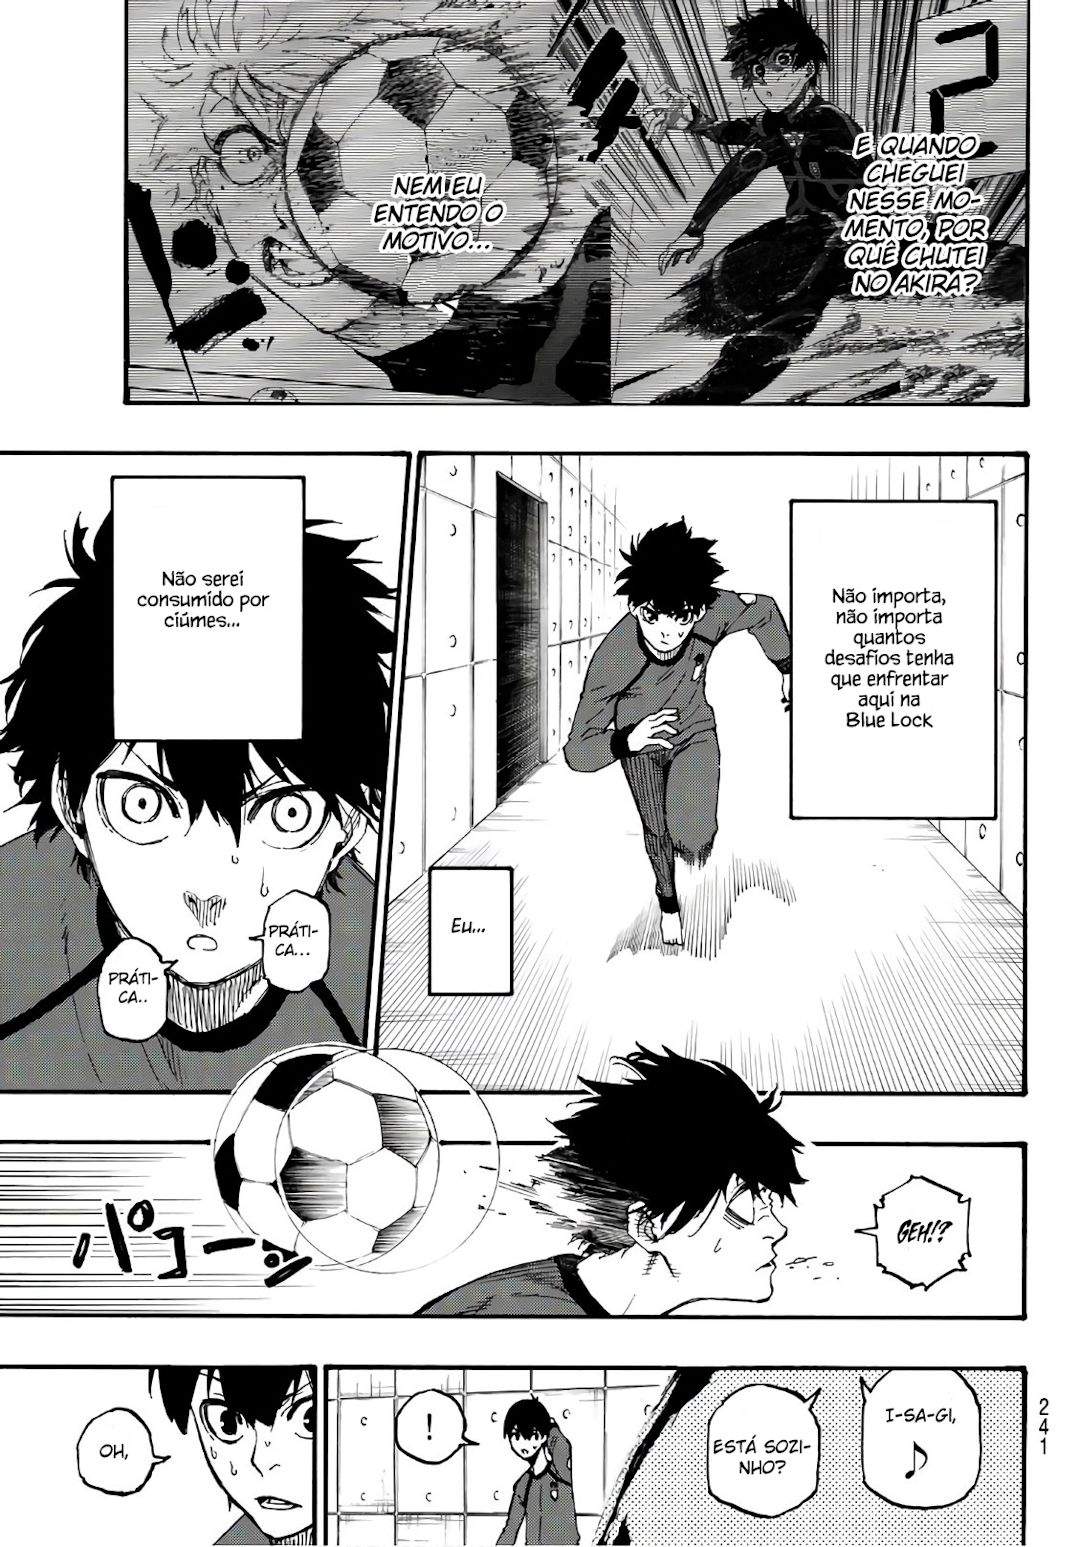 E QUANDO
CHEGUEI
NESSE MO-
MENTO, POR
QUÊ CHUTEI
NO AKIRA?
NEM EU
ENTENDO O
MOTIVO...
Não importa,
não importa
quantos
desafios tenha
que enfrentar
aqui na
Blue Lock
Eu...
Não serei
consumido por
ciúmes...
PRÁTI-
CA...
PRÁTI-
CA..
GEH!?
パコーン
I-SA-GI,
♪
ESTÁ SOZI-
NHO?
!
OH,
241